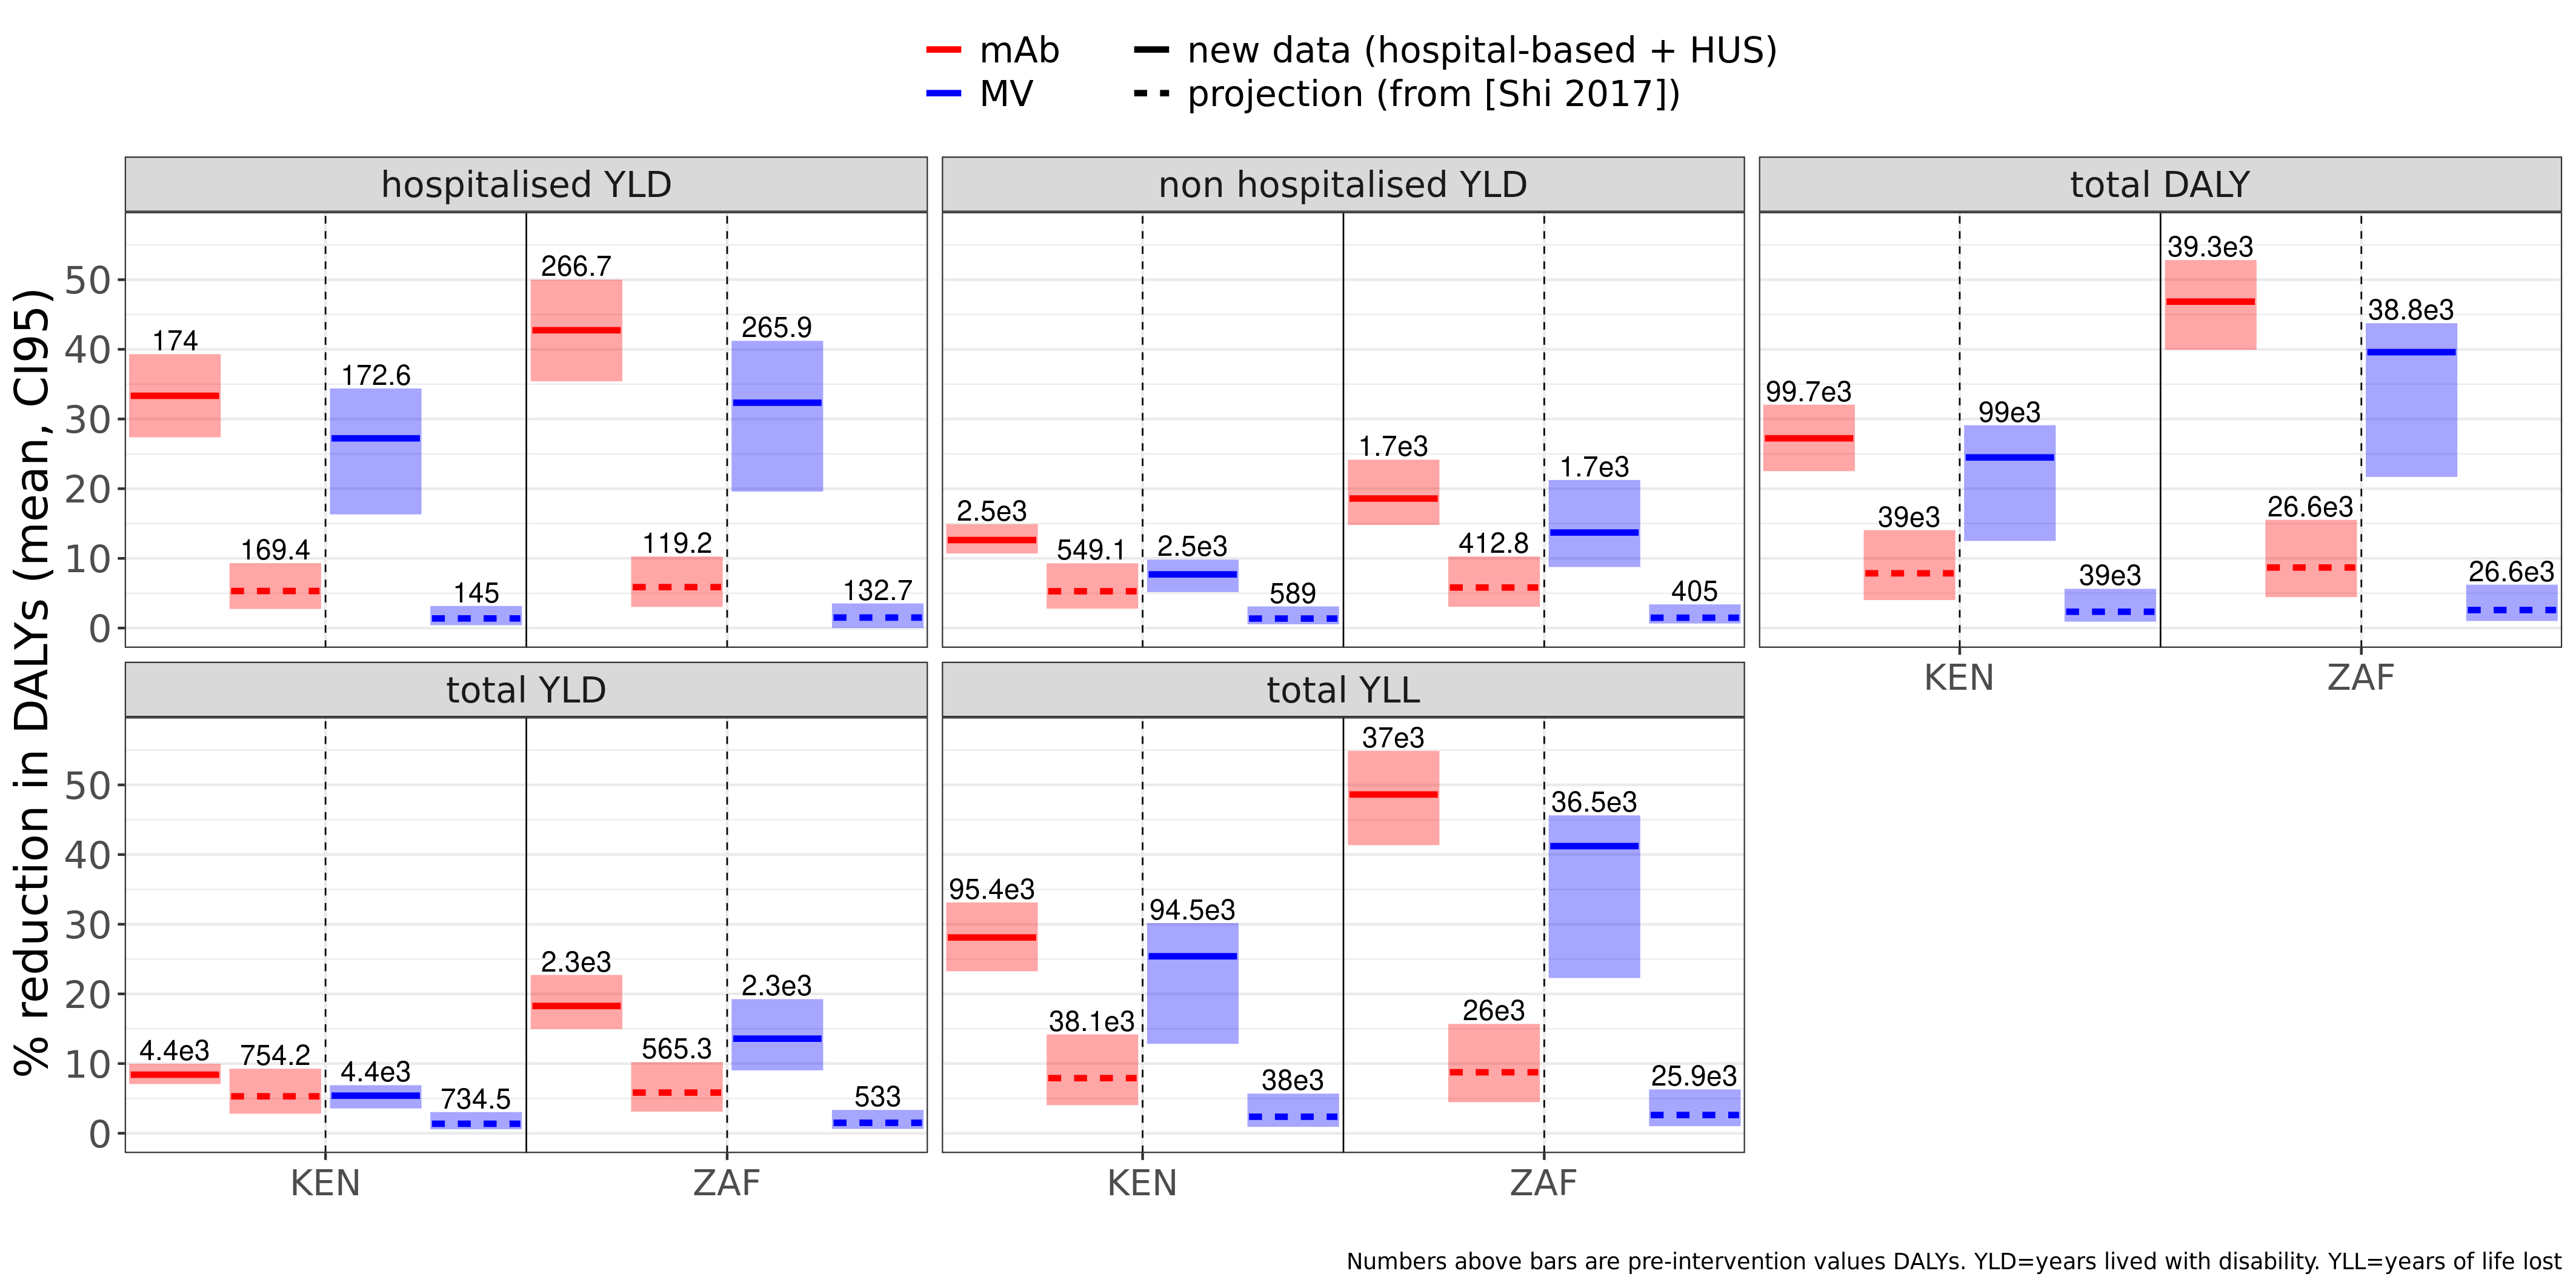 mAb
new data (hospital-based + HUS)
MV
projection (from [Shi 2017])
% reduction in DALYs (mean, CI95)
hospitalised YLD
50
40
30
20
10
0
174
169.4
172.6
145
266.7
119.2
265.9
132.7
non hospitalised YLD
2.5e3
549.1
2.5e3
589
1.7e3
412.8
1.7e3
405
total DALY
99.7e3
39e3
99e3
39e3
39.3e3
26.6e3
38.8e3
26.6e3
KEN
ZAF
total YLD
50
40
30
20
10
0
4.4e3
754.2
4.4e3
734.5
2.3e3
565.3
2.3e3
533
KEN
ZAF
total YLL
95.4e3
38.1e3
94.5e3
38e3
37e3
26e3
36.5e3
25.9e3
KEN
ZAF
Numbers above bars are pre-intervention values DALYs. YLD=years lived with disability. YLL=years of life lost